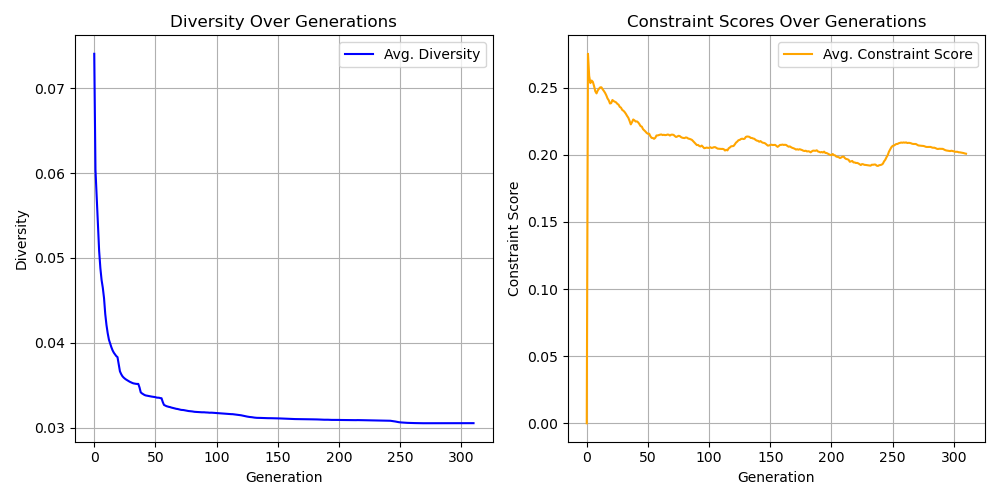 Diversity Over Generations
Avg. Diversity
0.07
0.06
0.05
0.04
0.03
Diversity
0 50 100 150 200 250 300
Generation
Constraint Scores Over Generations
Avg. Constraint Score
0.25
0.20
0.15
0.10
0.05
0.00
Constraint Score
0 50 100 150 200 250 300
Generation